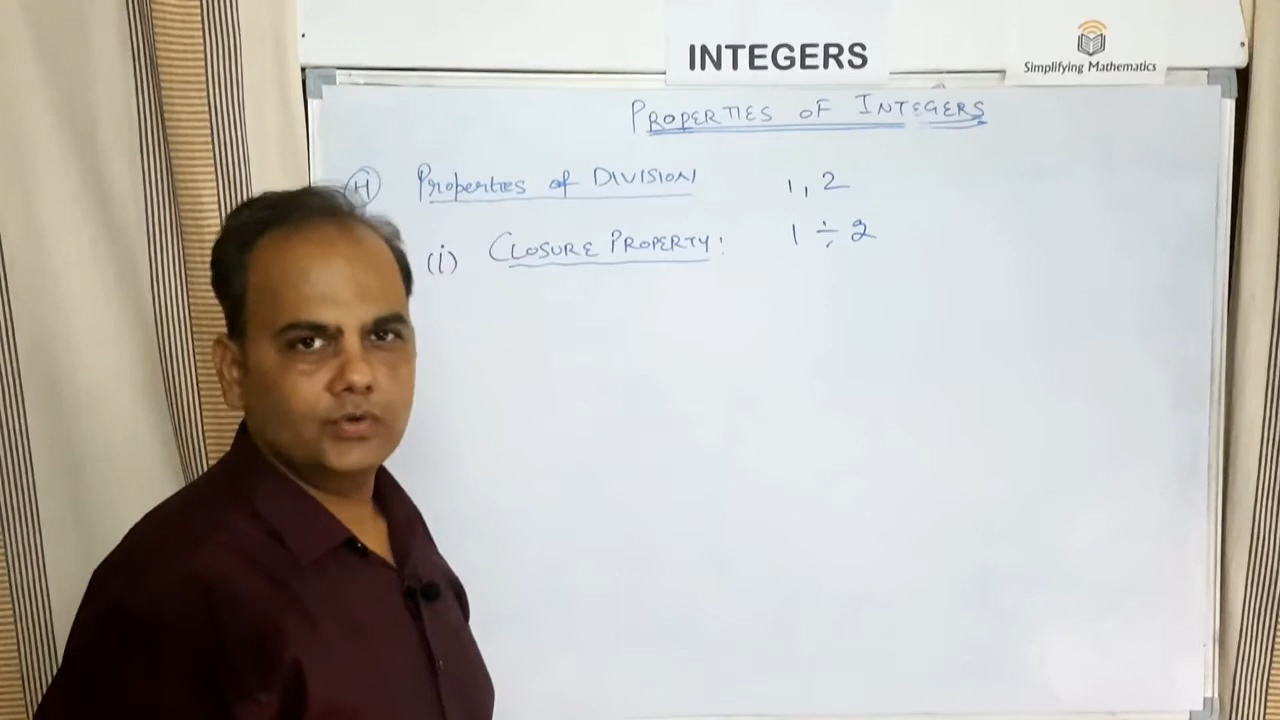 INTEGERS
Simplifying Mathematics
PROPERTIES OF INTEGERS
(H) Properties of DIVISION 1, 2
(i) CLOSURE PROPERTY: 1 ÷ 2